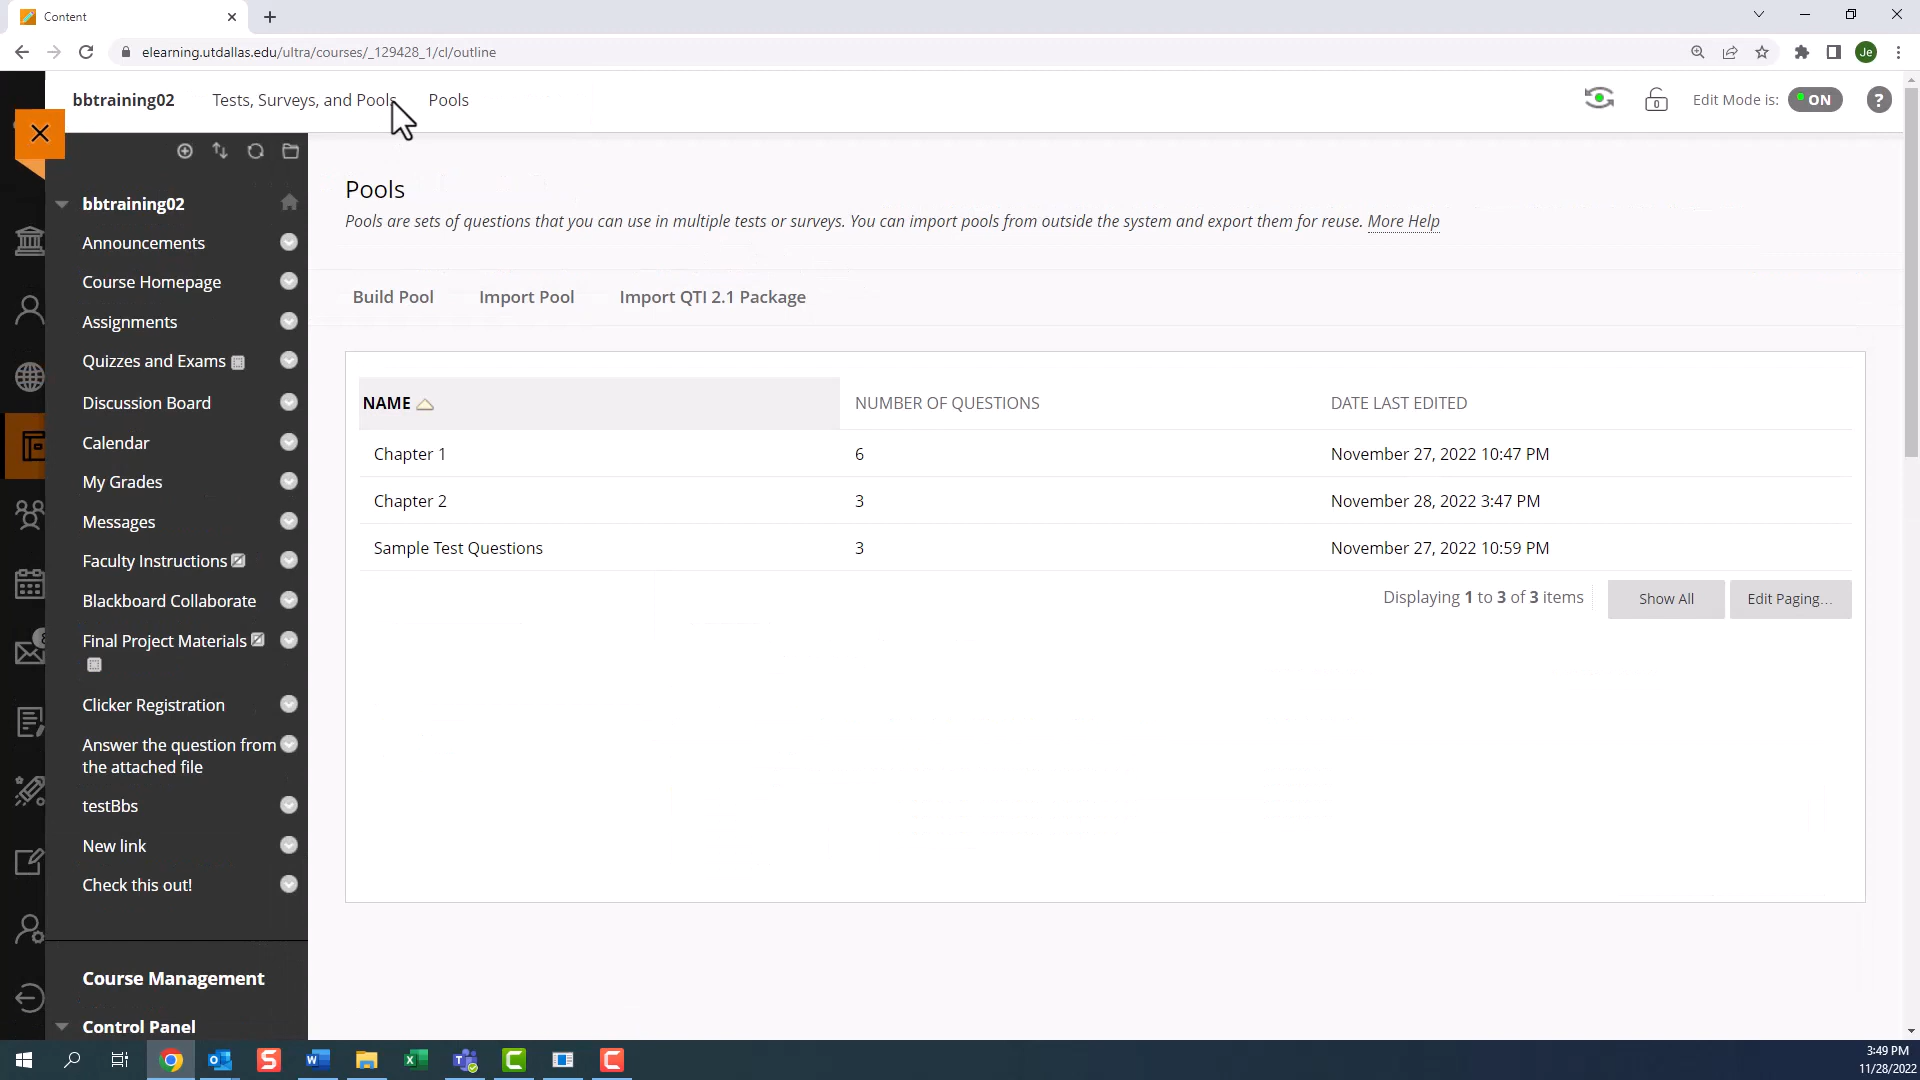 Content
elearning.utdallas.edu/ultra/courses/_129428_1/cl/outline
Je
bbtraining02
Tests, Surveys, and Pools
Pools
Edit Mode is:
ON
?
bbtraining02
Announcements
Course Homepage
Assignments
Quizzes and Exams
Discussion Board
Calendar
My Grades
Messages
Faculty Instructions
Blackboard Collaborate
Final Project Materials
Clicker Registration
Answer the question from
the attached file
testBbs
New link
Check this out!
Course Management
Control Panel
Pools
Pools are sets of questions that you can use in multiple tests or surveys. You can import pools from outside the system and export them for reuse. More Help
Build Pool
Import Pool
Import QTI 2.1 Package
NAME NUMBER OF QUESTIONS DATE LAST EDITED
Chapter 1 6 November 27, 2022 10:47 PM
Chapter 2 3 November 28, 2022 3:47 PM
Sample Test Questions 3 November 27, 2022 10:59 PM
Displaying 1 to 3 of 3 items
Show All
Edit Paging...
3:49 PM
11/28/2022